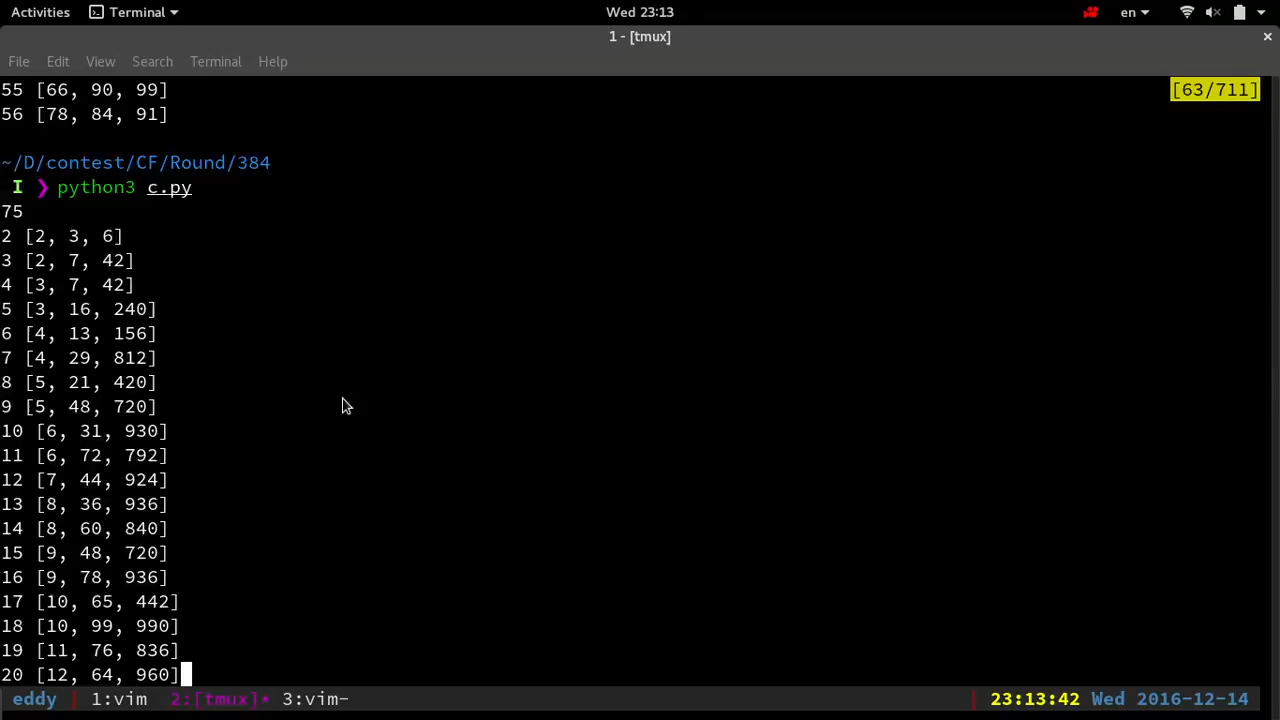 Activities Terminal Wed 23:13 en
1 - [tmux]
File Edit View Search Terminal Help
55 [66, 90, 99] [63/711]
56 [78, 84, 91]
~/D/contest/CF/Round/384
I ❯ python3 c.py
75
2 [2, 3, 6]
3 [2, 7, 42]
4 [3, 7, 42]
5 [3, 16, 240]
6 [4, 13, 156]
7 [4, 29, 812]
8 [5, 21, 420]
9 [5, 48, 720]
10 [6, 31, 930]
11 [6, 72, 792]
12 [7, 44, 924]
13 [8, 36, 936]
14 [8, 60, 840]
15 [9, 48, 720]
16 [9, 78, 936]
17 [10, 65, 442]
18 [10, 99, 990]
19 [11, 76, 836]
20 [12, 64, 960]
eddy 1:vim 2:[tmux]* 3:vim- 23:13:42 Wed 2016-12-14